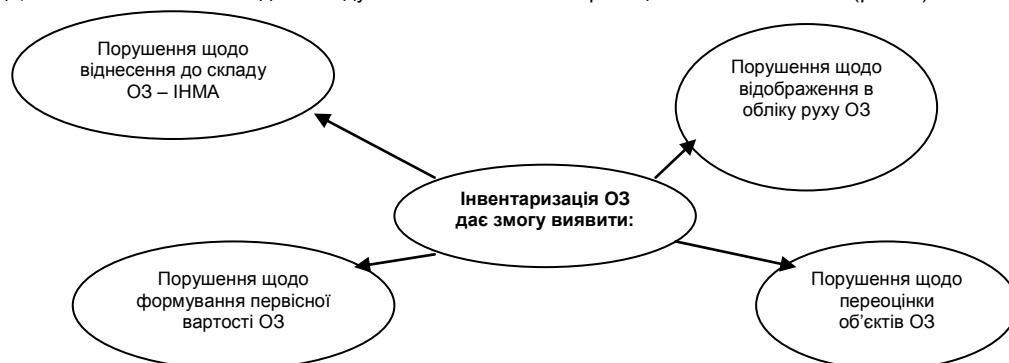 Порушення щодо
віднесення до складу
ОЗ – ІНМА
Порушення щодо
відображення в
обліку руху ОЗ
Інвентаризація ОЗ
дає змогу виявити:
Порушення щодо
формування первісної
вартості ОЗ
Порушення щодо
переоцінки
об’єктів ОЗ